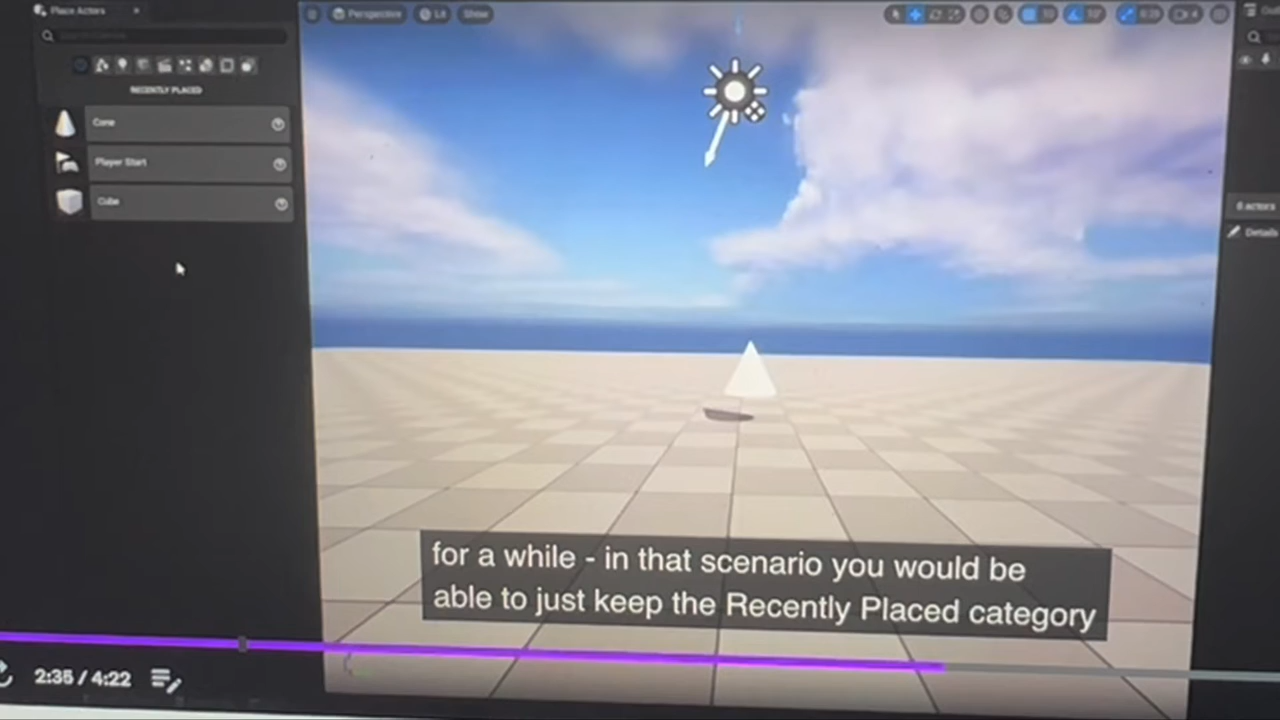 Place Actors
Perspective
Lit
Show
RECENTLY PLACED
Cone
Player Start
Cube
Details
for a while - in that scenario you would be
able to just keep the Recently Placed category
2:35 / 4:22